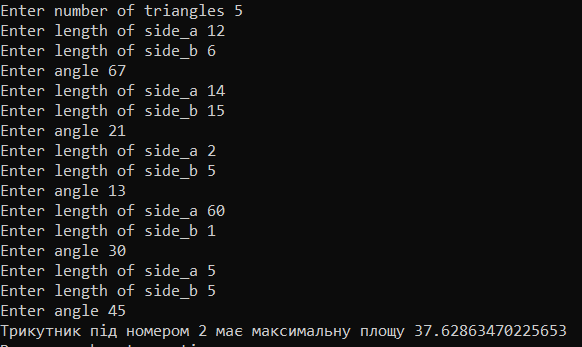 Enter number of triangles 5
Enter length of side_a 12
Enter length of side_b 6
Enter angle 67
Enter length of side_a 14
Enter length of side_b 15
Enter angle 21
Enter length of side_a 2
Enter length of side_b 5
Enter angle 13
Enter length of side_a 60
Enter length of side_b 1
Enter angle 30
Enter length of side_a 5
Enter length of side_b 5
Enter angle 45
Трикутник під номером 2 має максимальну площу 37.62863470225653